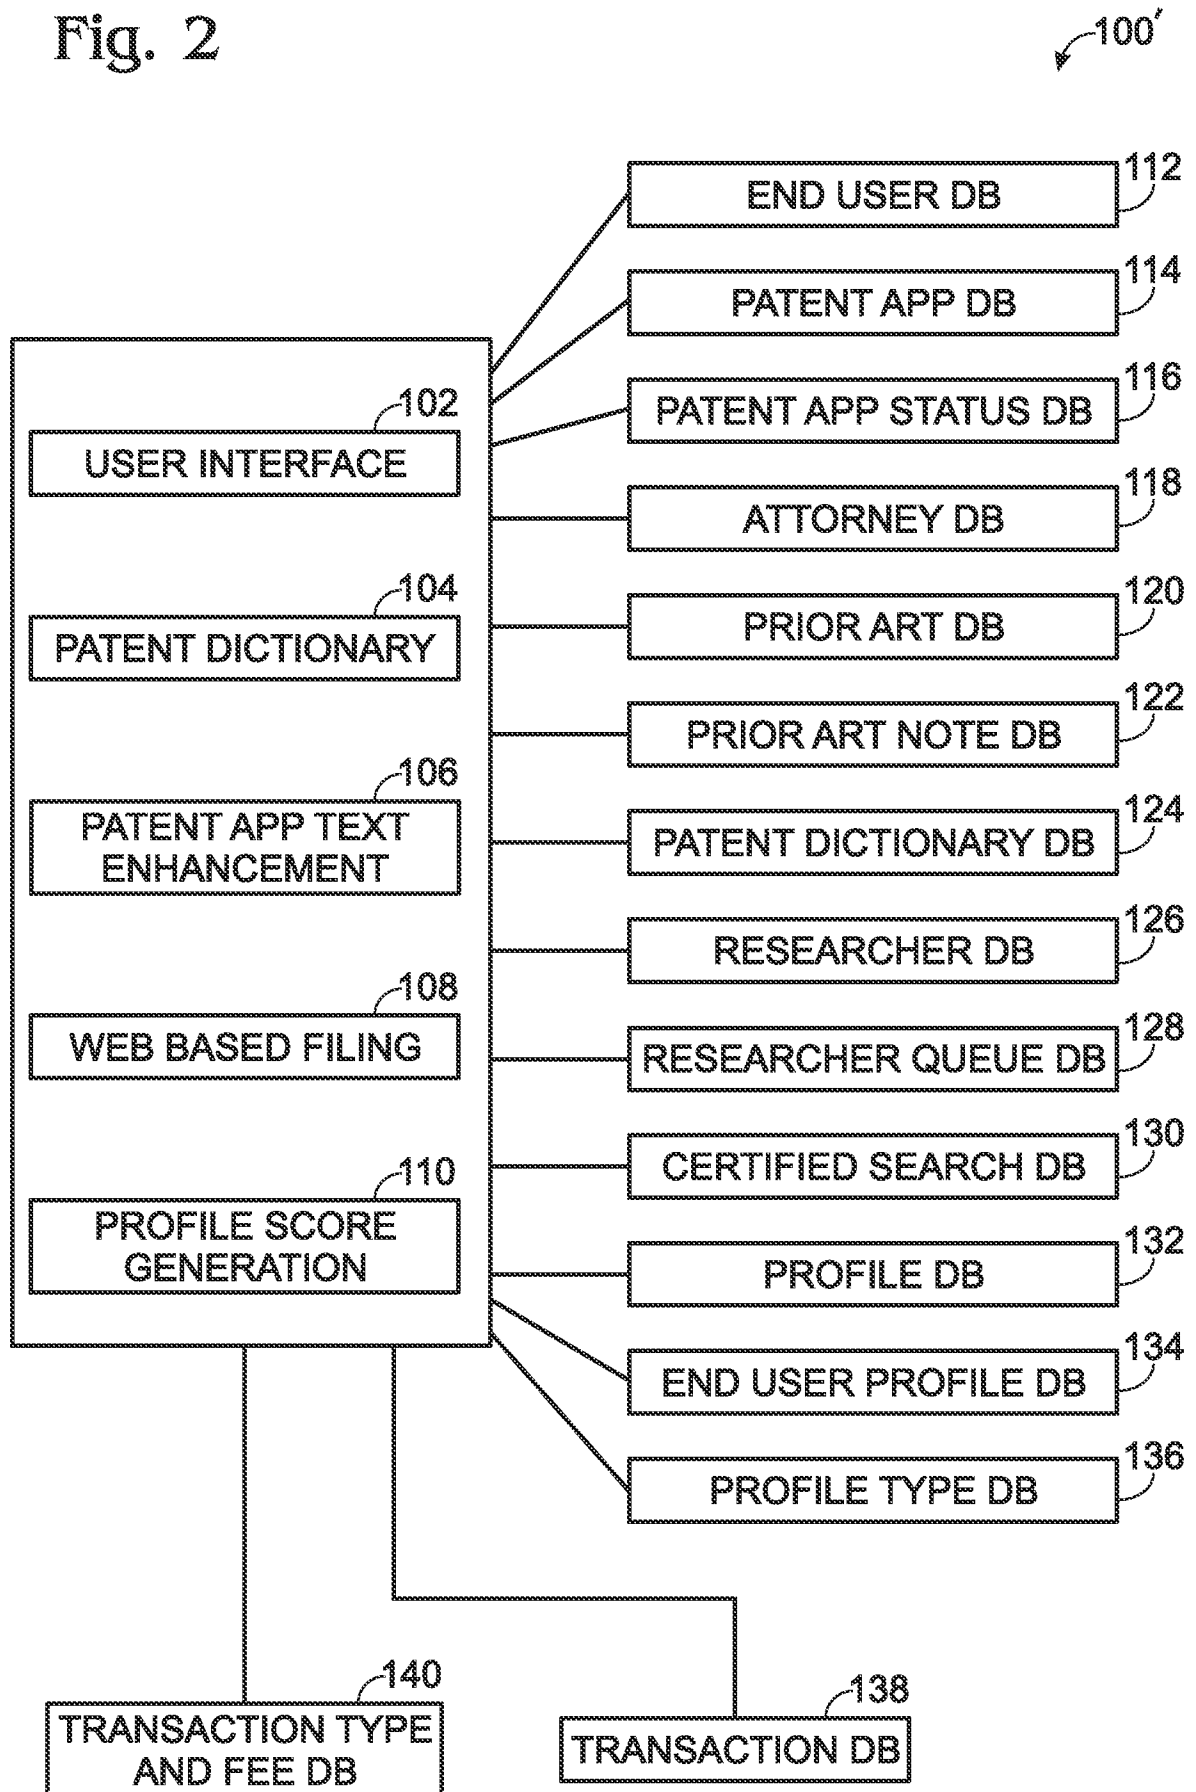 Fig. 2
100′
112
END USER DB
114
PATENT APP DB
116
PATENT APP STATUS DB
118
ATTORNEY DB
120
PRIOR ART DB
122
PRIOR ART NOTE DB
124
PATENT DICTIONARY DB
126
RESEARCHER DB
128
RESEARCHER QUEUE DB
130
CERTIFIED SEARCH DB
132
PROFILE DB
134
END USER PROFILE DB
136
PROFILE TYPE DB
102
USER INTERFACE
104
PATENT DICTIONARY
106
PATENT APP TEXT
ENHANCEMENT
108
WEB BASED FILING
110
PROFILE SCORE
GENERATION
140
TRANSACTION TYPE
AND FEE DB
138
TRANSACTION DB